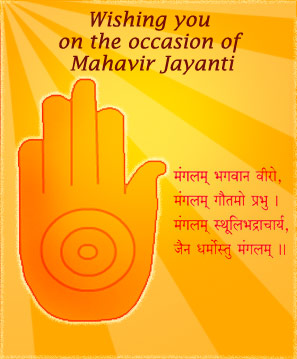 Wishing you
on the occasion of
Mahavir Jayanti
मंगलम् भगवान वीरो,
मंगलम् गौतमो प्रभु ।
मंगलम् स्थूलिभद्राचार्य,
जैन धर्मोस्तु मंगलम् ॥